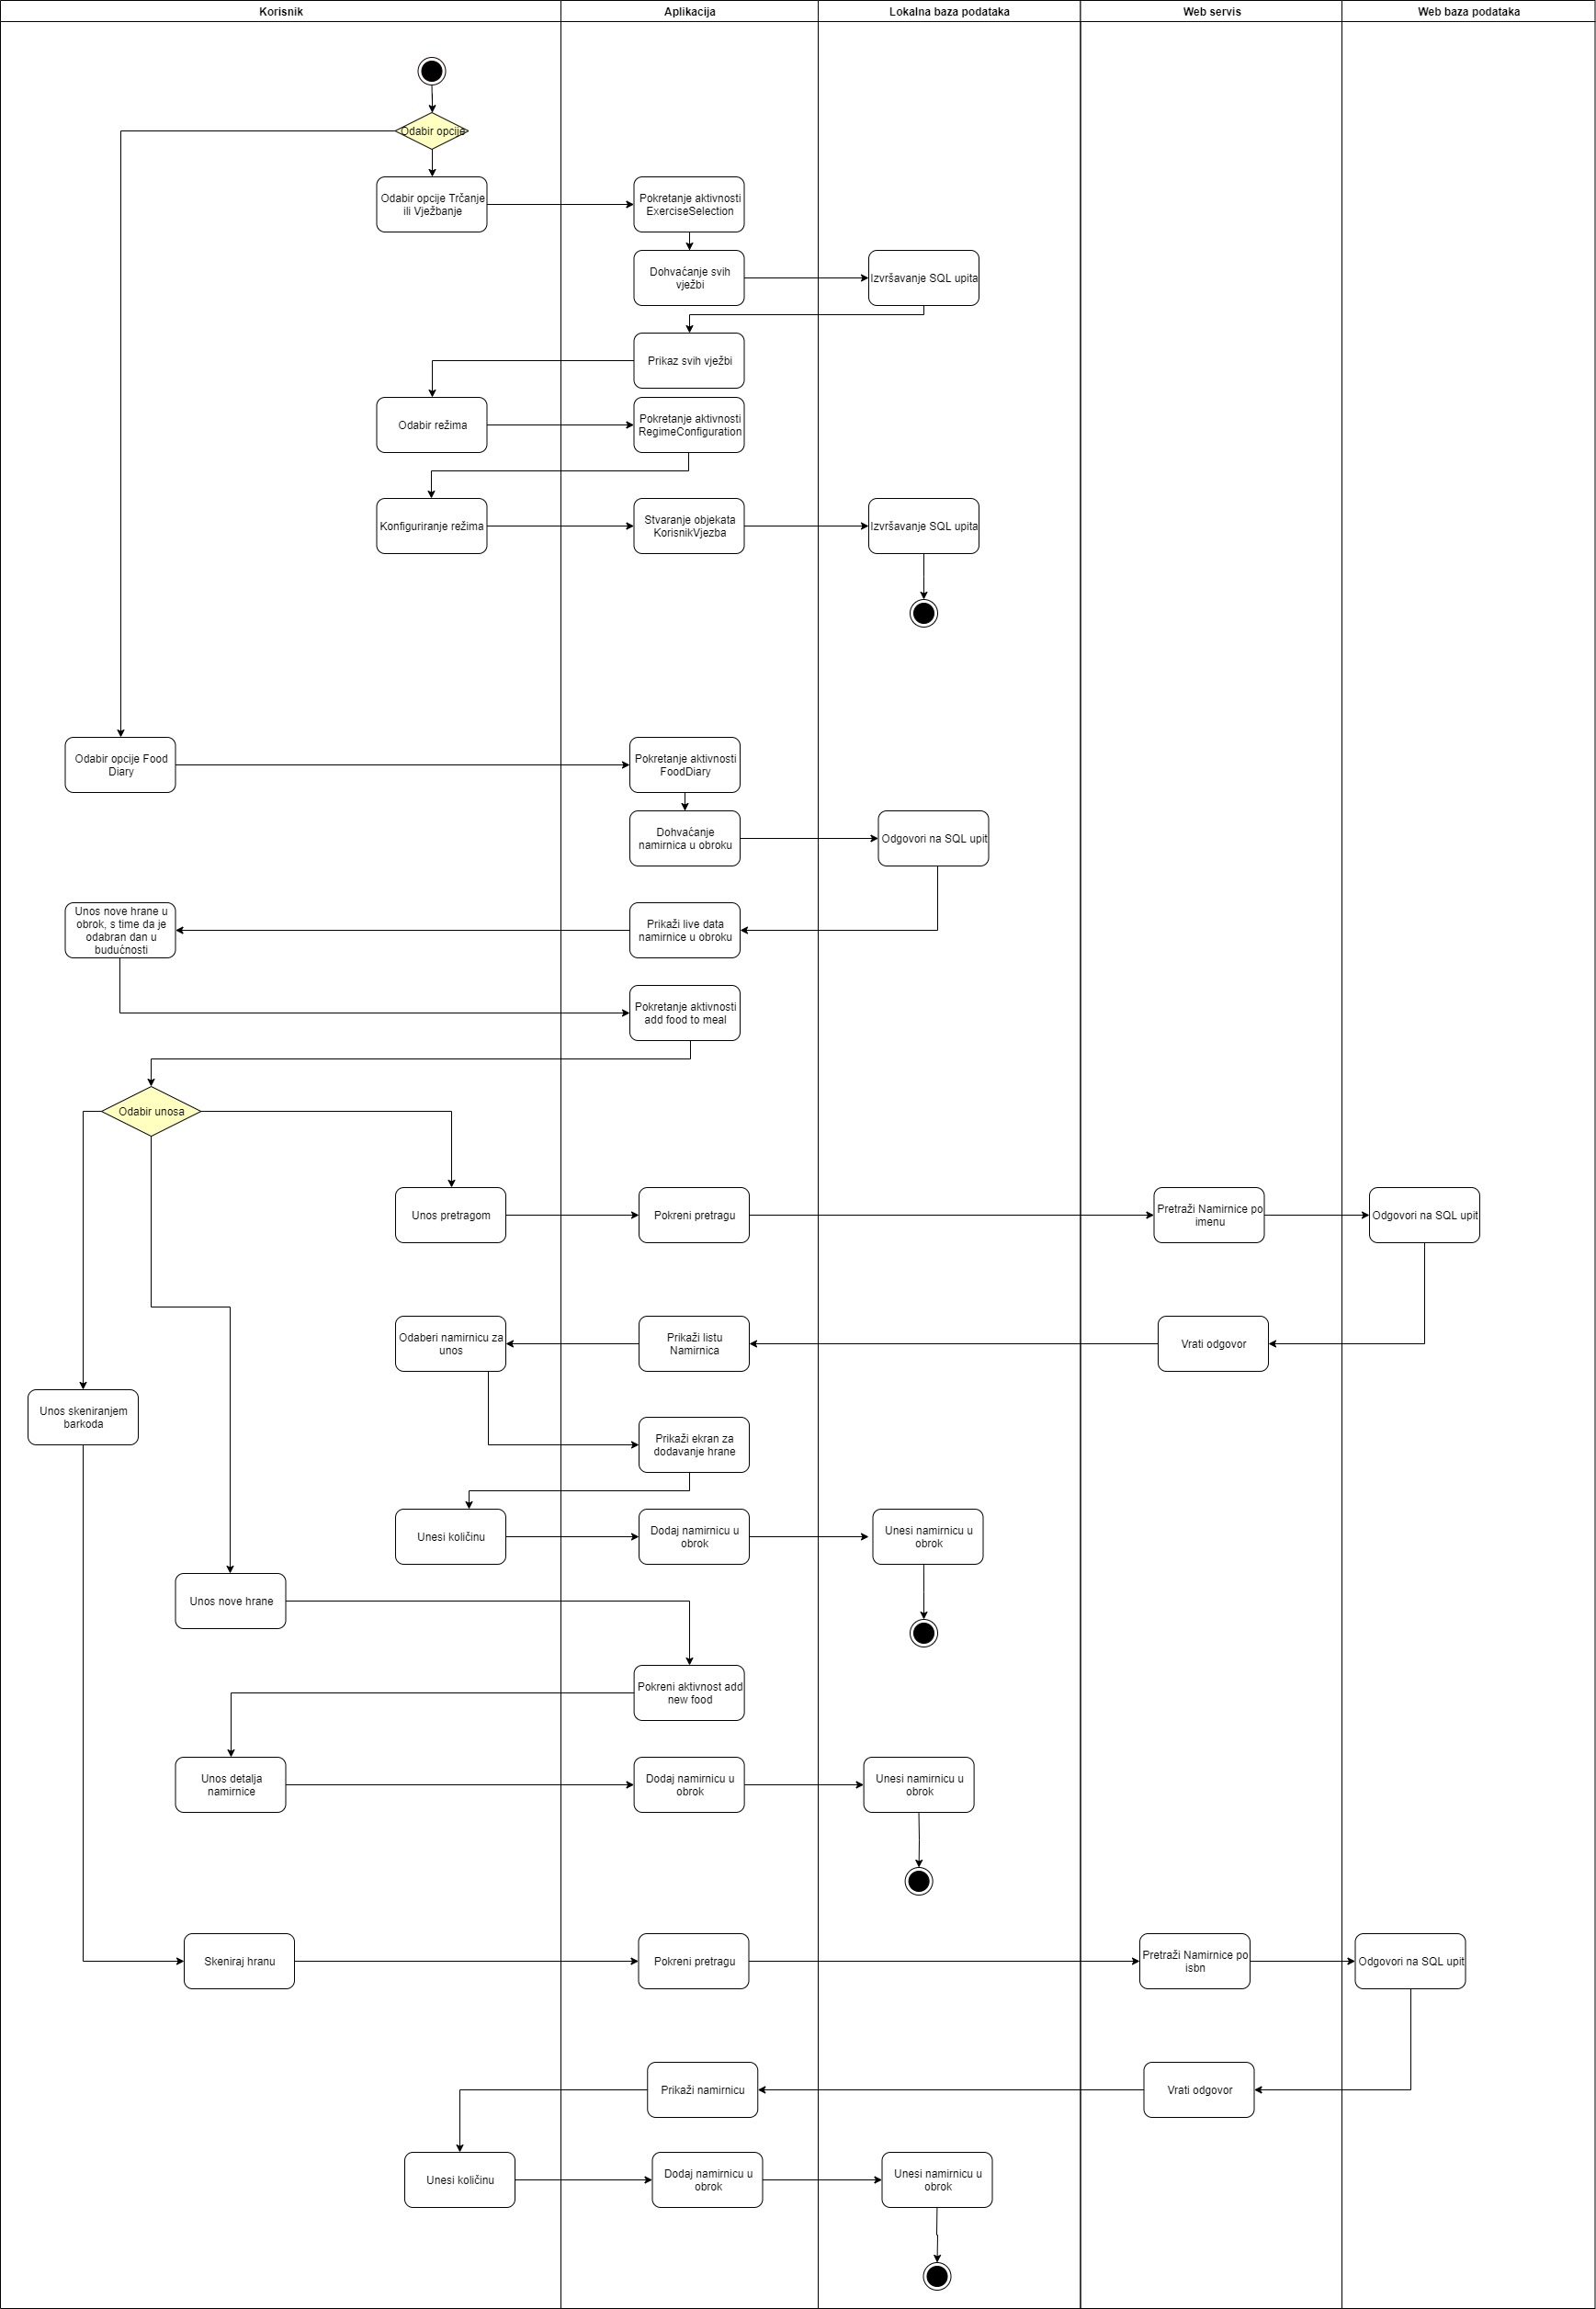 Korisnik
Aplikacija
Lokalna baza podataka
Web servis
Web baza podataka
Odabir opcije
Odabir opcije Trčanje
ili Vježbanje
Pokretanje aktivnosti
ExerciseSelection
Dohvaćanje svih
vježbi
Izvršavanje SQL upita
Prikaz svih vježbi
Odabir režima
Pokretanje aktivnosti
RegimeConfiguration
Konfiguriranje režima
Stvaranje objekata
KorisnikVjezba
Izvršavanje SQL upita
Odabir opcije Food
Diary
Pokretanje aktivnosti
FoodDiary
Dohvaćanje
namirnica u obroku
Odgovori na SQL upit
Unos nove hrane u
obrok, s time da je
odabran dan u
budućnosti
Prikaži live data
namirnice u obroku
Pokretanje aktivnosti
add food to meal
Odabir unosa
Unos pretragom
Pokreni pretragu
Pretraži Namirnice po
imenu
Odgovori na SQL upit
Odaberi namirnicu za
unos
Prikaži listu
Namirnica
Vrati odgovor
Unos skeniranjem
barkoda
Prikaži ekran za
dodavanje hrane
Unesi količinu
Dodaj namirnicu u
obrok
Unesi namirnicu u
obrok
Unos nove hrane
Pokreni aktivnost add
new food
Unos detalja
namirnice
Dodaj namirnicu u
obrok
Unesi namirnicu u
obrok
Skeniraj hranu
Pokreni pretragu
Pretraži Namirnice po
isbn
Odgovori na SQL upit
Prikaži namirnicu
Vrati odgovor
Unesi količinu
Dodaj namirnicu u
obrok
Unesi namirnicu u
obrok